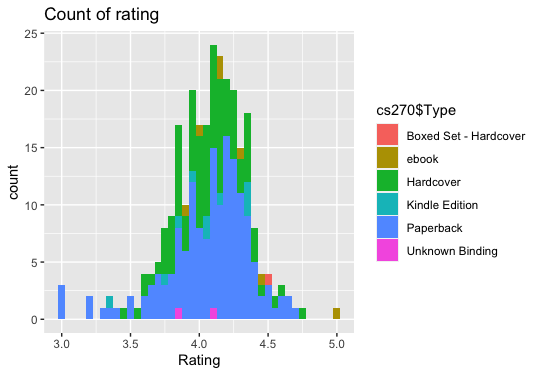 Count of rating
25
20
15
10
5
0
count
3.0 3.5 4.0 4.5 5.0
Rating
cs270$Type
Boxed Set - Hardcover
ebook
Hardcover
Kindle Edition
Paperback
Unknown Binding